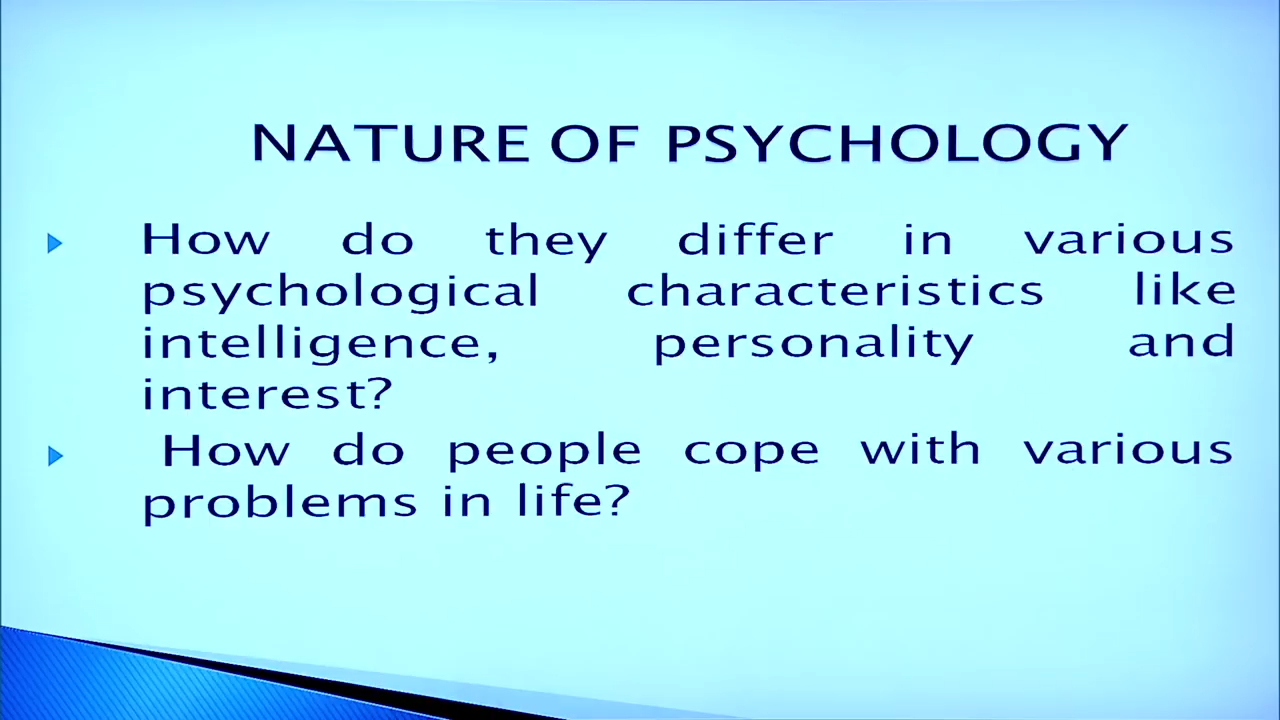 NATURE OF PSYCHOLOGY
How do they differ in various
psychological characteristics like
intelligence, personality and
interest?
How do people cope with various
problems in life?